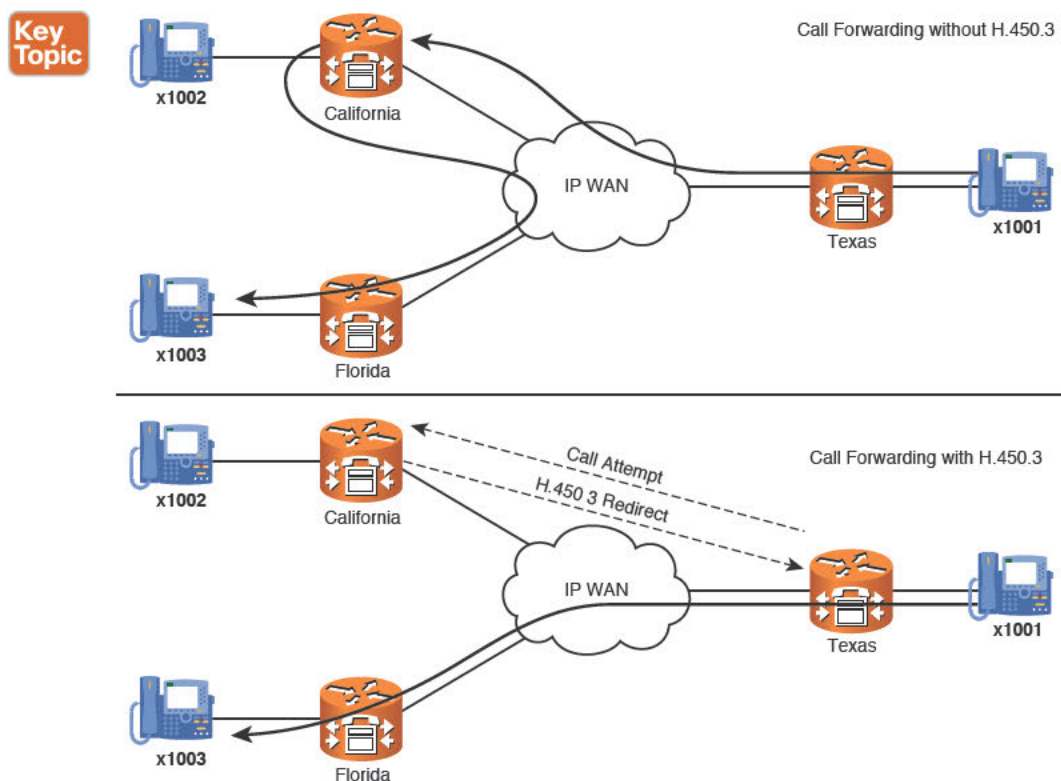 Key
Topic
Call Forwarding without H.450.3
x1002
California
IP WAN
Texas
x1001
x1003
Florida
Call Forwarding with H.450.3
x1002
California
Call Attempt
H.450 3 Redirect
IP WAN
Texas
x1001
x1003
Florida